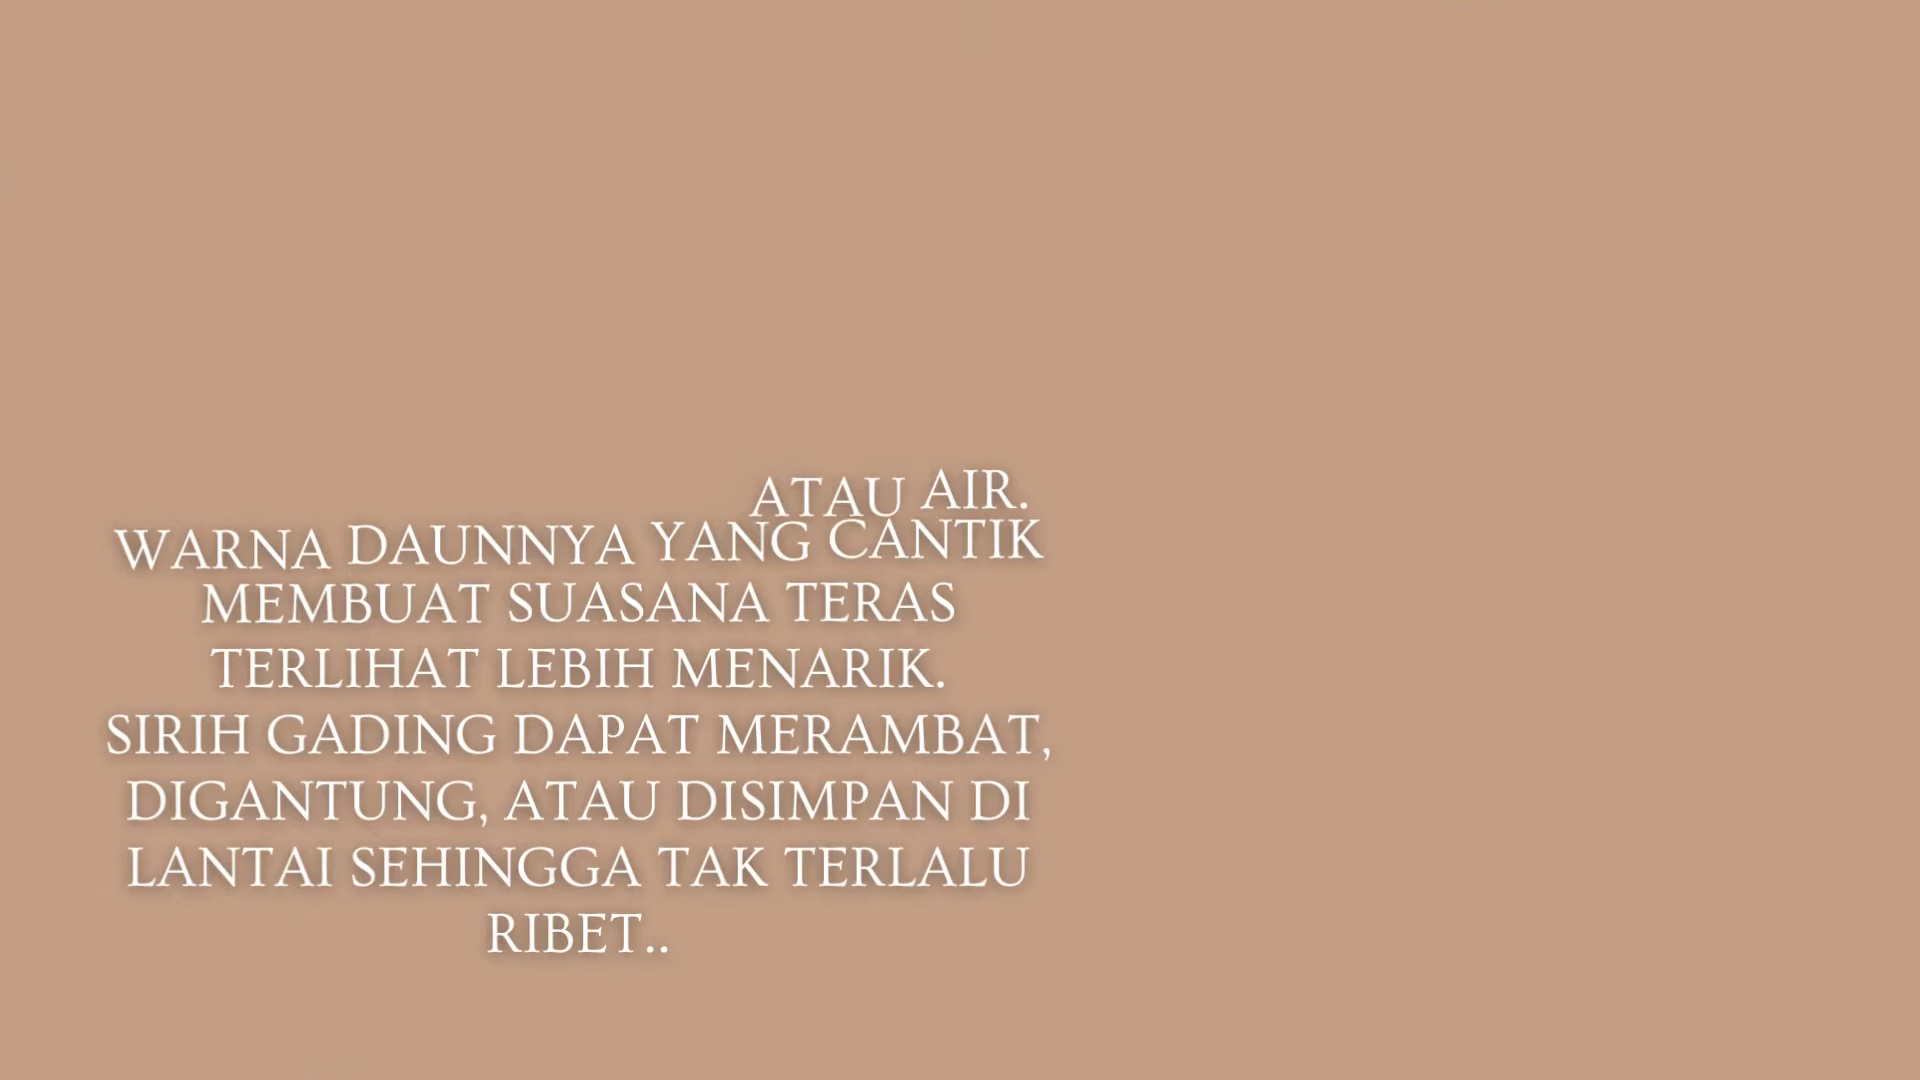 ATAU AIR.
WARNA DAUNNYA YANG CANTIK
MEMBUAT SUASANA TERAS
TERLIHAT LEBIH MENARIK.
SIRIH GADING DAPAT MERAMBAT,
DIGANTUNG, ATAU DISIMPAN DI
LANTAI SEHINGGA TAK TERLALU
RIBET..